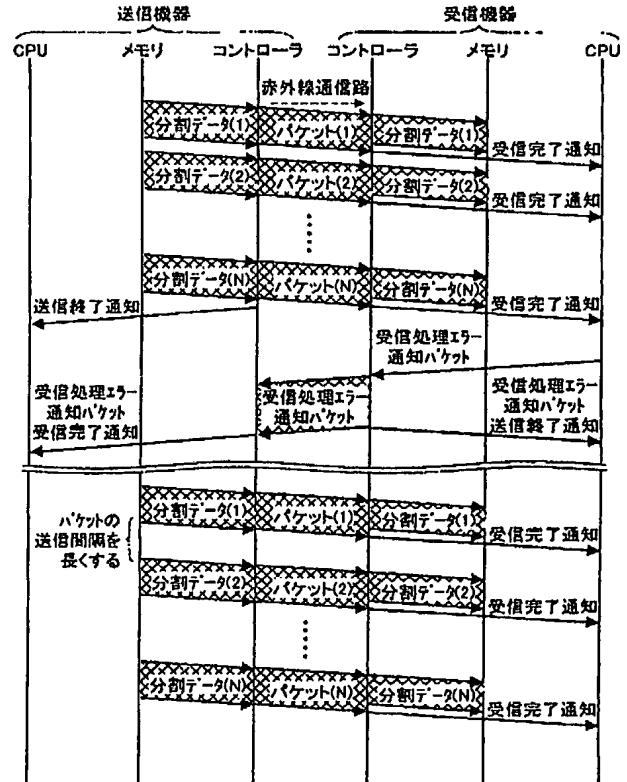 送信機器 受信機器
CPU メモリ コントローラ コントローラ メモリ CPU
赤外線通信路
分割データ(1) パケット(1) 分割データ(1)
受信完了通知
分割データ(2) パケット(2) 分割データ(2)
受信完了通知
分割データ(N) パケット(N) 分割データ(N)
送信終了通知 受信完了通知
受信処理エラー
通知パケット
受信処理エラー
通知パケット
受信完了通知
受信処理エラー
通知パケット
受信処理エラー
通知パケット
送信終了通知
分割データ(1) パケット(1) 分割データ(1)
パケットの
送信間隔を
長くする
受信完了通知
分割データ(2) パケット(2) 分割データ(2)
受信完了通知
分割データ(N) パケット(N) 分割データ(N)
受信完了通知